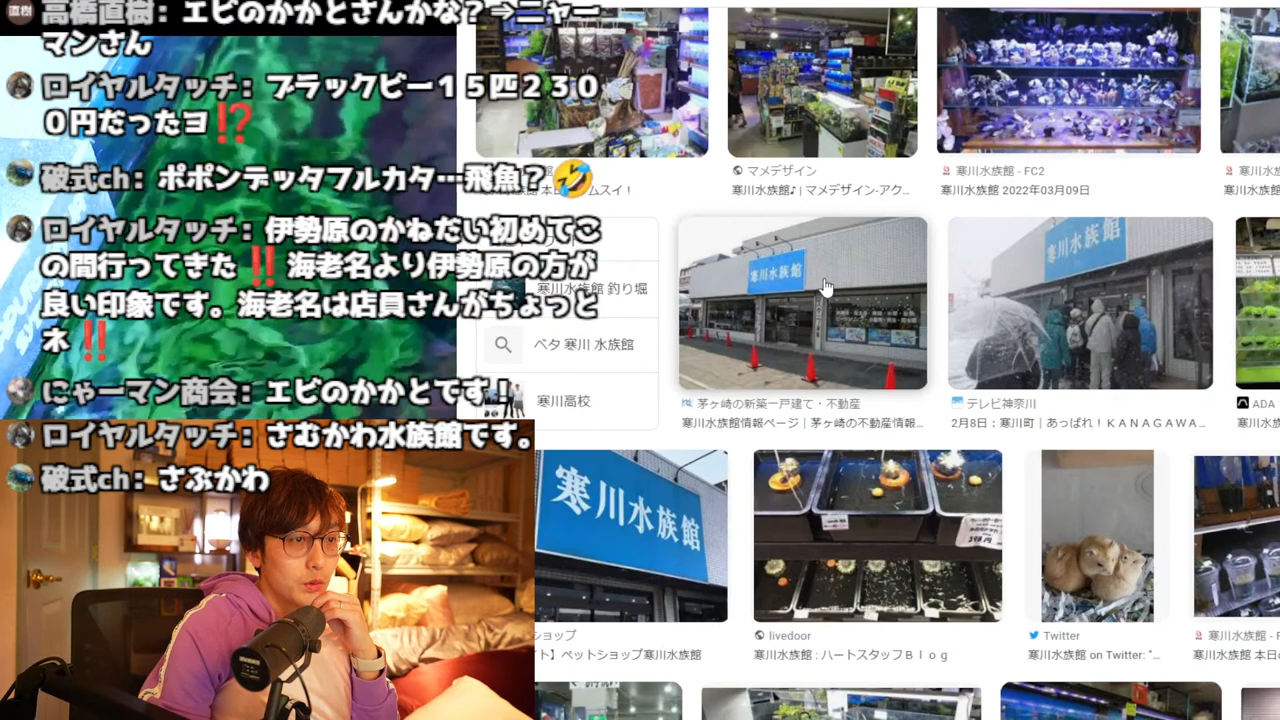 直樹
高橋直樹：エビのかかとさんかな？→ニャー
マンさん
ロイヤルタッチ：ブラックビー１５匹２３０
０円だったヨ⁉️
破式ch：ポポンデッタフルカタ…飛魚？🤣
ロイヤルタッチ：伊勢原のかねだい初めてこ
の間行ってきた‼️海老名より伊勢原の方が
良い印象です。海老名は店員さんがちょっと
ネ‼️
にゃーマン商会：エビのかかとです！
ロイヤルタッチ：さむかわ水族館です。
破式ch：さぶかわ
マメデザイン
寒川水族館♪ | マメデザイン-アク...
寒川水族館 - FC2
寒川水族館 2022年03月09日
寒川水族館 釣り堀
ベタ 寒川 水族館
寒川高校
寒川水族館
茅ヶ崎の新築一戸建て・不動産
寒川水族館情報ページ｜茅ヶ崎の不動産情報...
寒川水族館
テレビ神奈川
2月8日：寒川町｜あっぱれ！ＫＡＮＡＧＡＷＡ...
ADA
寒川水族館
ショップ
ペットショップ寒川水族館
livedoor
寒川水族館 : ハートスタッフＢｌｏｇ
Twitter
寒川水族館 on Twitter: "...